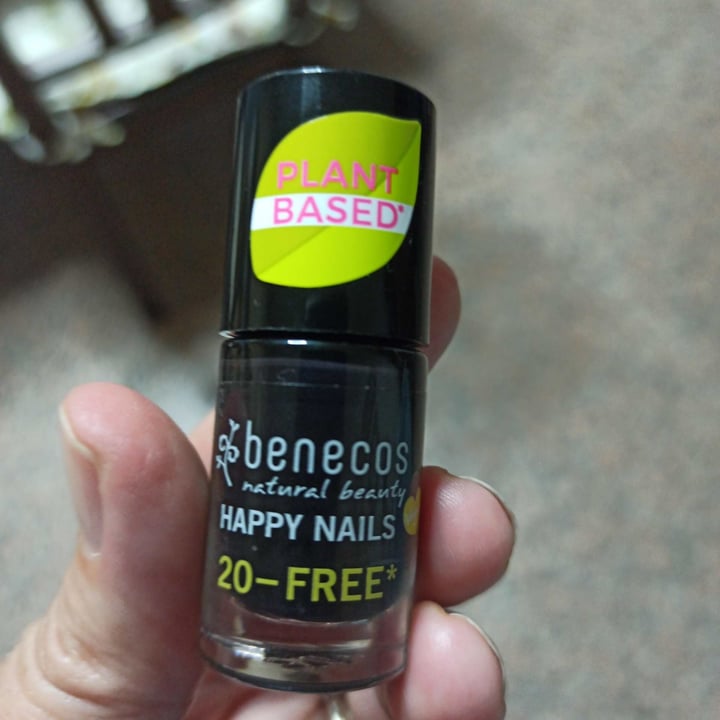 PLANT
BASED*
benecos
natural beauty
HAPPY NAILS
20-FREE*